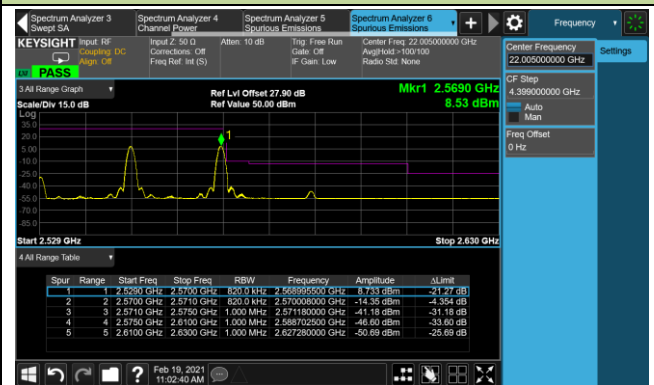 Spectrum Analyzer 3
Swept SA
Spectrum Analyzer 4
Channel Power
Spectrum Analyzer 5
Spurious Emissions
Spectrum Analyzer 6
Spurious Emissions
Frequency
KEYSIGHT
Input: RF
Coupling: DC
Align: Off
Input Z: 50 Ω
Corrections: Off
Freq Ref: Int (S)
Atten: 10 dB
Trig: Free Run
Gate: Off
IF Gain: Low
Center Freq: 22.005000000 GHz
Avg|Hold >100/100
Radio Std: None
PASS
Center Frequency
22.005000000 GHz
Settings
CF Step
4.399000000 GHz
Auto
Man
Freq Offset
0 Hz
3 All Range Graph
Scale/Div 15.0 dB
Ref Lvl Offset 27.90 dB
Ref Value 50.00 dBm
Mkr1 2.5690 GHz
8.53 dBm
Log
35.0
20.0
5.00
-10.0
-25.0
-40.0
-55.0
-70.0
-85.0
1
Start 2.529 GHz
Stop 2.630 GHz
4 All Range Table
Spur Range Start Freq Stop Freq RBW Frequency Amplitude ΔLimit
1 1 2.5290 GHz 2.5700 GHz 820.0 kHz 2.568995500 GHz 8.733 dBm -21.27 dB
2 2 2.5700 GHz 2.5710 GHz 820.0 kHz 2.570008000 GHz -14.35 dBm -4.354 dB
3 3 2.5710 GHz 2.5750 GHz 1.000 MHz 2.571180000 GHz -41.18 dBm -31.18 dB
4 4 2.5750 GHz 2.6100 GHz 1.000 MHz 2.588702500 GHz -46.60 dBm -33.60 dB
5 5 2.6100 GHz 2.6300 GHz 1.000 MHz 2.627280000 GHz -50.69 dBm -25.69 dB
Feb 19, 2021
11:02:40 AM